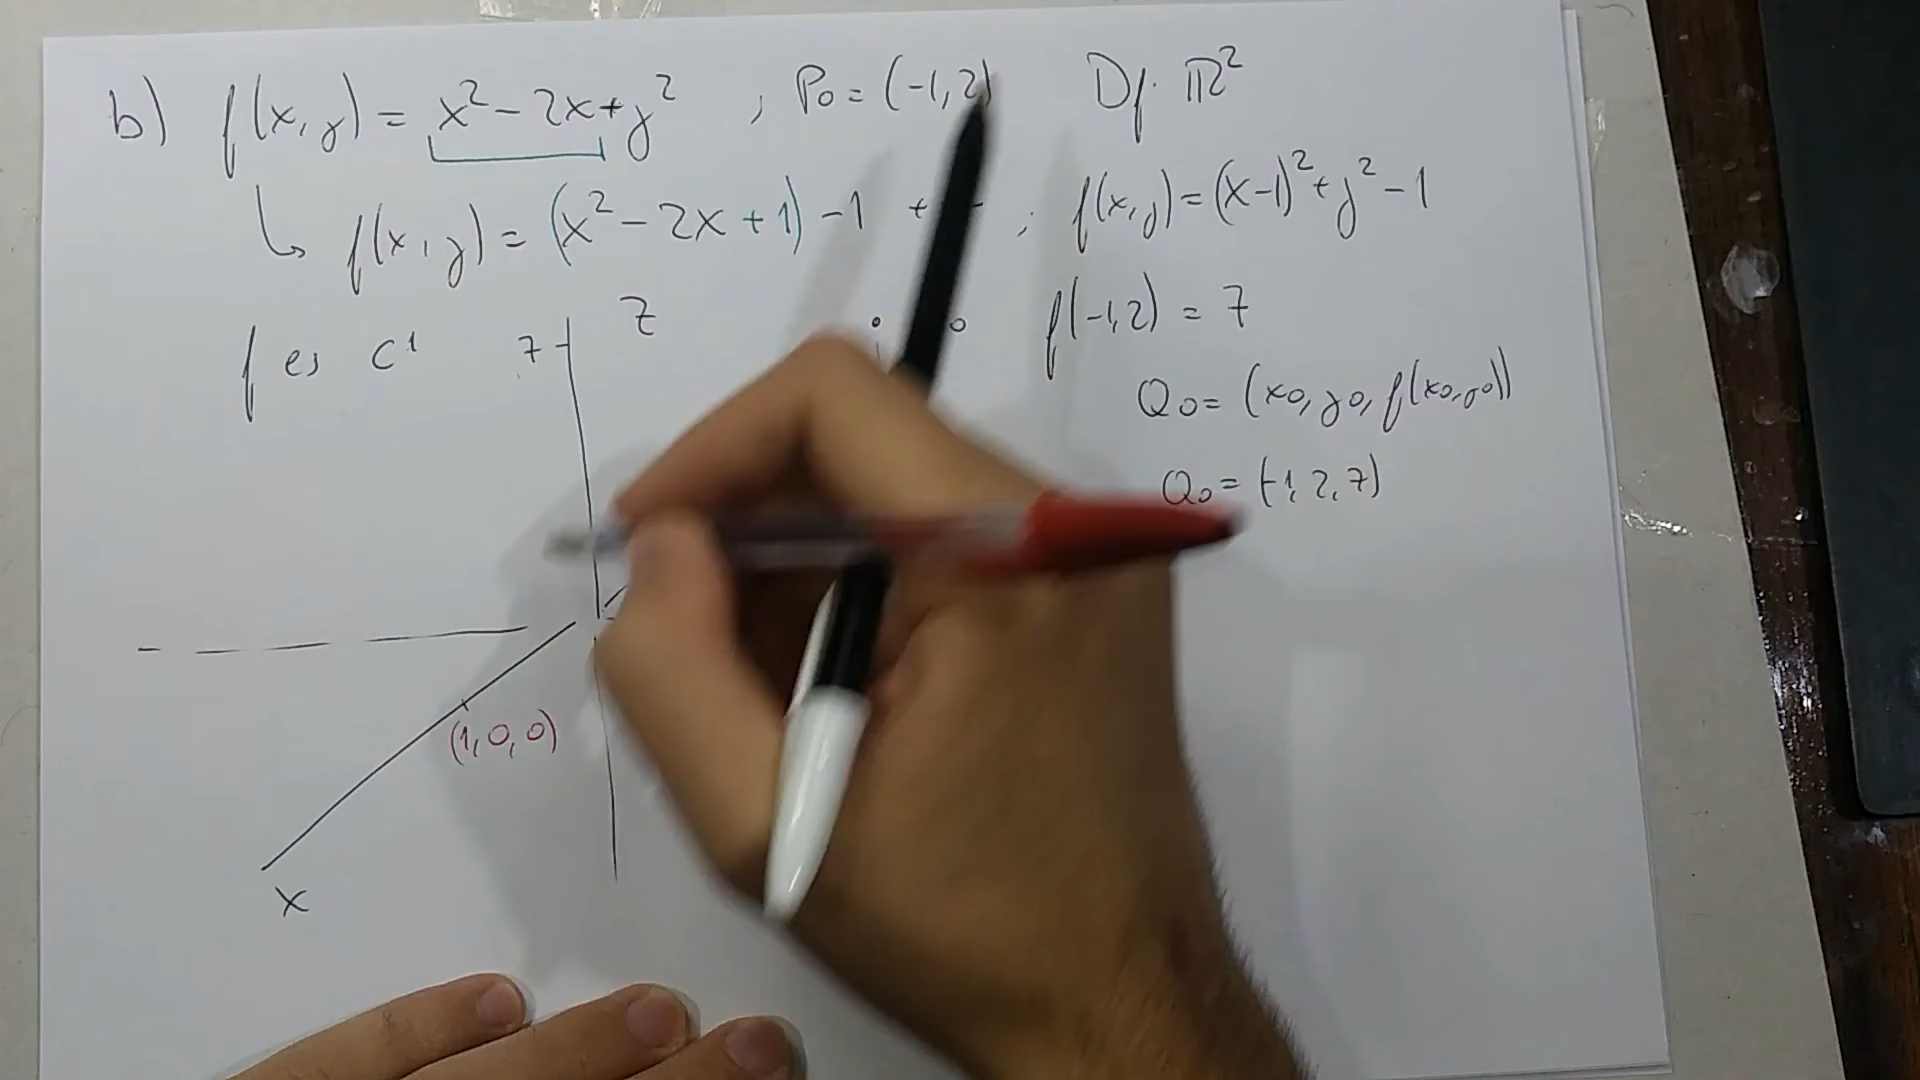 b) f(x,y) = x² - 2x + y² , P0 = (-1,2) Df: ℝ²
↳ f(x,y) = (x² - 2x + 1) - 1 + ; f(x,y) = (x-1)² + y² - 1
f es C¹ f(-1,2) = 7
7 Z
Q0 = (x0, y0, f(x0,y0))
Q0 = (-1, 2, 7)
(1, 0, 0)
x